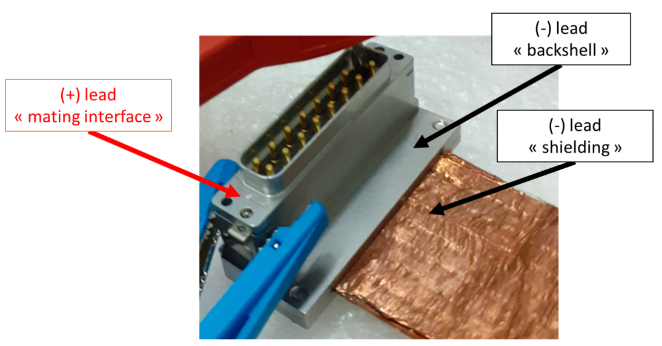 (-) lead
« backshell »
(+) lead
« mating interface »
(-) lead
« shielding »